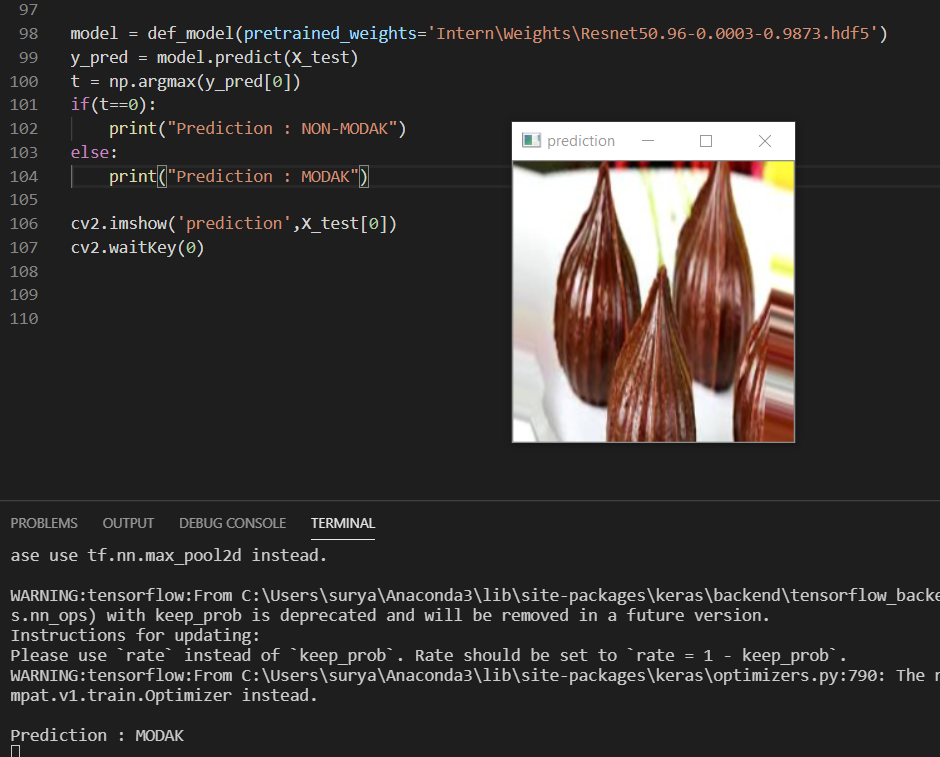 97
98 model = def_model(pretrained_weights='Intern\Weights\Resnet50.96-0.0003-0.9873.hdf5')
99 y_pred = model.predict(X_test)
100 t = np.argmax(y_pred[0])
101 if(t==0):
102 print("Prediction : NON-MODAK")
103 else:
104 print("Prediction : MODAK")
105
106 cv2.imshow('prediction',X_test[0])
107 cv2.waitKey(0)
108
109
110
prediction
PROBLEMS OUTPUT DEBUG CONSOLE TERMINAL
ase use tf.nn.max_pool2d instead.
WARNING:tensorflow:From C:\Users\surya\Anaconda3\lib\site-packages\keras\backend\tensorflow_backe
s.nn_ops) with keep_prob is deprecated and will be removed in a future version.
Instructions for updating:
Please use `rate` instead of `keep_prob`. Rate should be set to `rate = 1 - keep_prob`.
WARNING:tensorflow:From C:\Users\surya\Anaconda3\lib\site-packages\keras\optimizers.py:790: The n
mpat.v1.train.Optimizer instead.
Prediction : MODAK